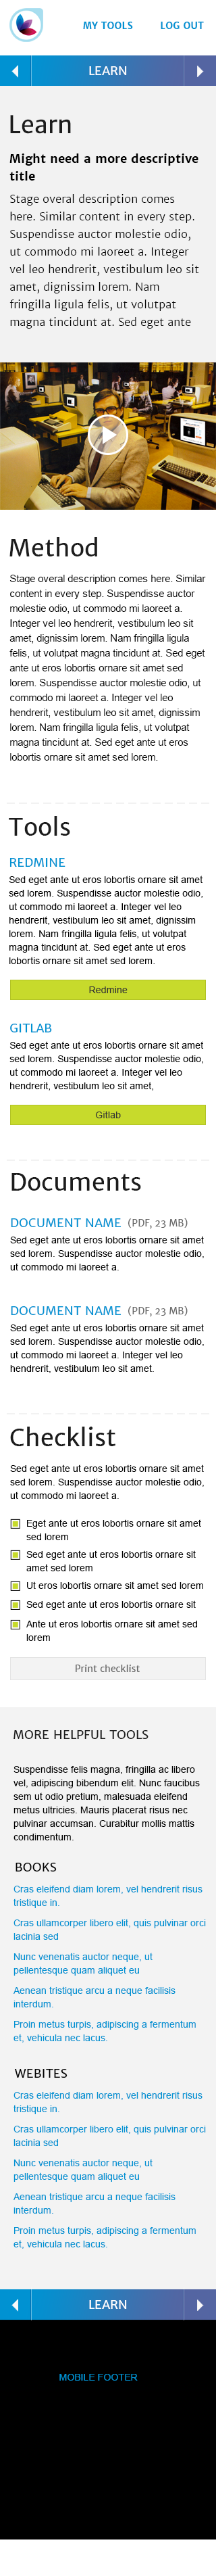 MY TOOLS LOG OUT
LEARN
Learn
Might need a more descriptive
title
Stage overal description comes
here. Similar content in every step.
Suspendisse auctor molestie odio,
ut commodo mi laoreet a. Integer
vel leo hendrerit, vestibulum leo sit
amet, dignissim lorem. Nam
fringilla ligula felis, ut volutpat
magna tincidunt at. Sed eget ante
Method
Stage overal description comes here. Similar
content in every step. Suspendisse auctor
molestie odio, ut commodo mi laoreet a.
Integer vel leo hendrerit, vestibulum leo sit
amet, dignissim lorem. Nam fringilla ligula
felis, ut volutpat magna tincidunt at. Sed eget
ante ut eros lobortis ornare sit amet sed
lorem. Suspendisse auctor molestie odio, ut
commodo mi laoreet a. Integer vel leo
hendrerit, vestibulum leo sit amet, dignissim
lorem. Nam fringilla ligula felis, ut volutpat
magna tincidunt at. Sed eget ante ut eros
lobortis ornare sit amet sed lorem.
Tools
REDMINE
Sed eget ante ut eros lobortis ornare sit amet
sed lorem. Suspendisse auctor molestie odio,
ut commodo mi laoreet a. Integer vel leo
hendrerit, vestibulum leo sit amet, dignissim
lorem. Nam fringilla ligula felis, ut volutpat
magna tincidunt at. Sed eget ante ut eros
lobortis ornare sit amet sed lorem.
Redmine
GITLAB
Sed eget ante ut eros lobortis ornare sit amet
sed lorem. Suspendisse auctor molestie odio,
ut commodo mi laoreet a. Integer vel leo
hendrerit, vestibulum leo sit amet,
Gitlab
Documents
DOCUMENT NAME (PDF, 23 MB)
Sed eget ante ut eros lobortis ornare sit amet
sed lorem. Suspendisse auctor molestie odio,
ut commodo mi laoreet a.
DOCUMENT NAME (PDF, 23 MB)
Sed eget ante ut eros lobortis ornare sit amet
sed lorem. Suspendisse auctor molestie odio,
ut commodo mi laoreet a. Integer vel leo
hendrerit, vestibulum leo sit amet.
Checklist
Sed eget ante ut eros lobortis ornare sit amet
sed lorem. Suspendisse auctor molestie odio,
ut commodo mi laoreet a.
Eget ante ut eros lobortis ornare sit amet
sed lorem
Sed eget ante ut eros lobortis ornare sit
amet sed lorem
Ut eros lobortis ornare sit amet sed lorem
Sed eget ante ut eros lobortis ornare sit
Ante ut eros lobortis ornare sit amet sed
lorem
Print checklist
MORE HELPFUL TOOLS
Suspendisse felis magna, fringilla ac libero
vel, adipiscing bibendum elit. Nunc faucibus
sem ut odio pretium, malesuada eleifend
metus ultricies. Mauris placerat risus nec
pulvinar accumsan. Curabitur mollis mattis
condimentum.
BOOKS
Cras eleifend diam lorem, vel hendrerit risus
tristique in.
Cras ullamcorper libero elit, quis pulvinar orci
lacinia sed
Nunc venenatis auctor neque, ut
pellentesque quam aliquet eu
Aenean tristique arcu a neque facilisis
interdum.
Proin metus turpis, adipiscing a fermentum
et, vehicula nec lacus.
WEBITES
Cras eleifend diam lorem, vel hendrerit risus
tristique in.
Cras ullamcorper libero elit, quis pulvinar orci
lacinia sed
Nunc venenatis auctor neque, ut
pellentesque quam aliquet eu
Aenean tristique arcu a neque facilisis
interdum.
Proin metus turpis, adipiscing a fermentum
et, vehicula nec lacus.
LEARN
MOBILE FOOTER